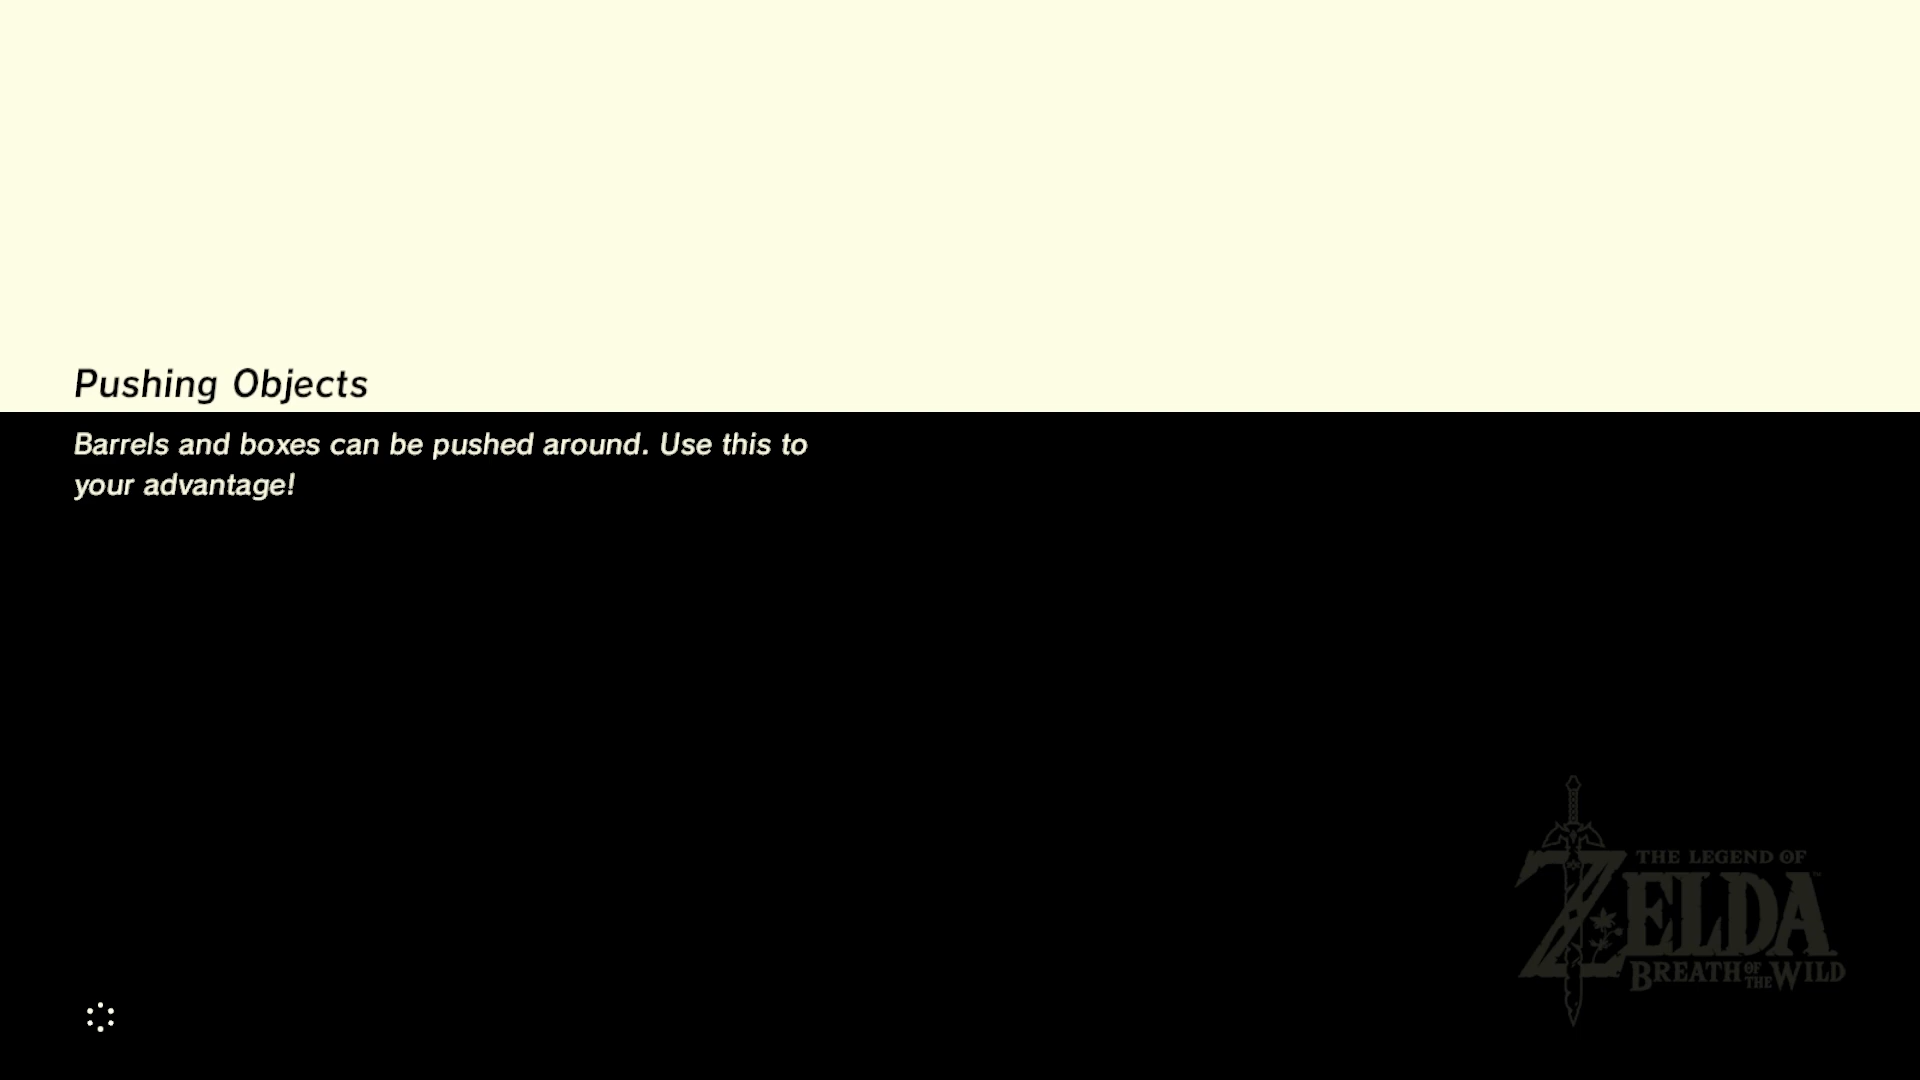 Pushing Objects
Barrels and boxes can be pushed around. Use this to
your advantage!
THE LEGEND OF
ZELDA
BREATH OF THE WILD